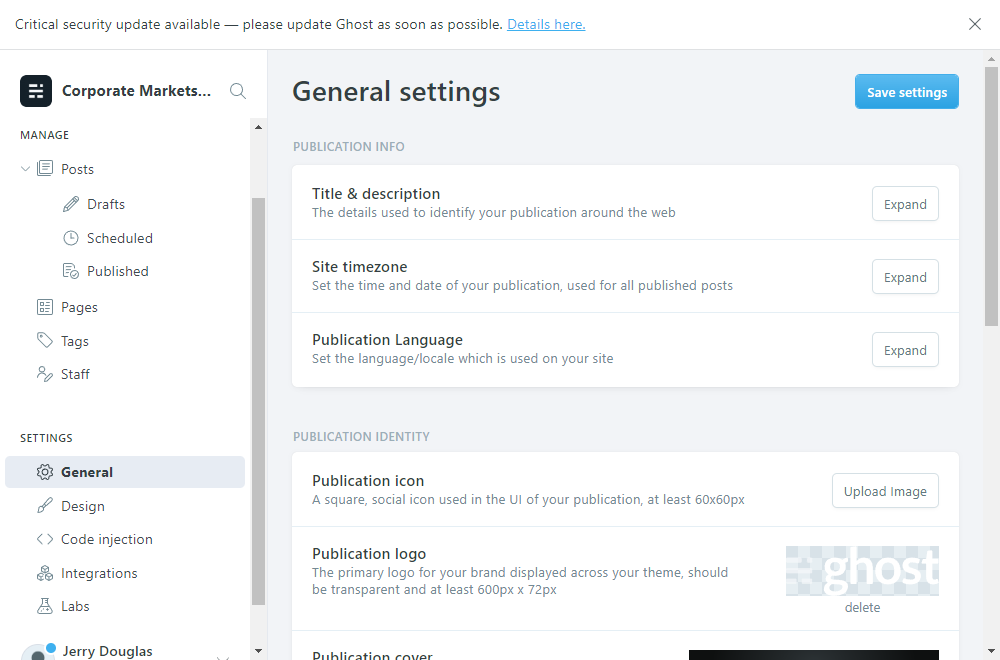 Critical security update available — please update Ghost as soon as possible. Details here.
Corporate Markets...
MANAGE
Posts
Drafts
Scheduled
Published
Pages
Tags
Staff
SETTINGS
General
Design
Code injection
Integrations
Labs
Jerry Douglas
General settings
Save settings
PUBLICATION INFO
Title & description
The details used to identify your publication around the web
Expand
Site timezone
Set the time and date of your publication, used for all published posts
Expand
Publication Language
Set the language/locale which is used on your site
Expand
PUBLICATION IDENTITY
Publication icon
A square, social icon used in the UI of your publication, at least 60x60px
Upload Image
Publication logo
The primary logo for your brand displayed across your theme, should
be transparent and at least 600px x 72px
ghost
delete
Publication cover